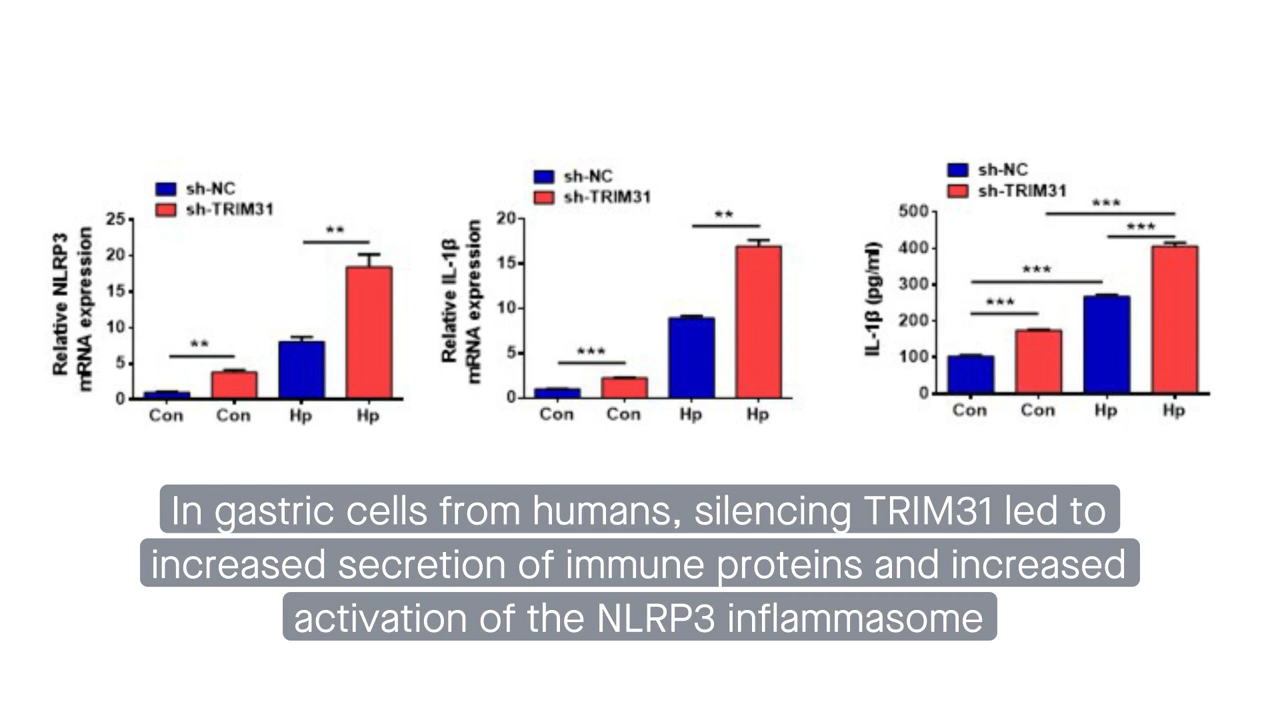 sh-NC
sh-TRIM31
Relative NLRP3
mRNA expression
25
20
15
10
5
0
**
**
Con Con Hp Hp
sh-NC
sh-TRIM31
Relative IL-1β
mRNA expression
20
15
10
5
0
***
**
Con Con Hp Hp
sh-NC
sh-TRIM31
IL-1β (pg/ml)
500
400
300
200
100
0
***
***
***
***
Con Con Hp Hp
In gastric cells from humans, silencing TRIM31 led to
increased secretion of immune proteins and increased
activation of the NLRP3 inflammasome